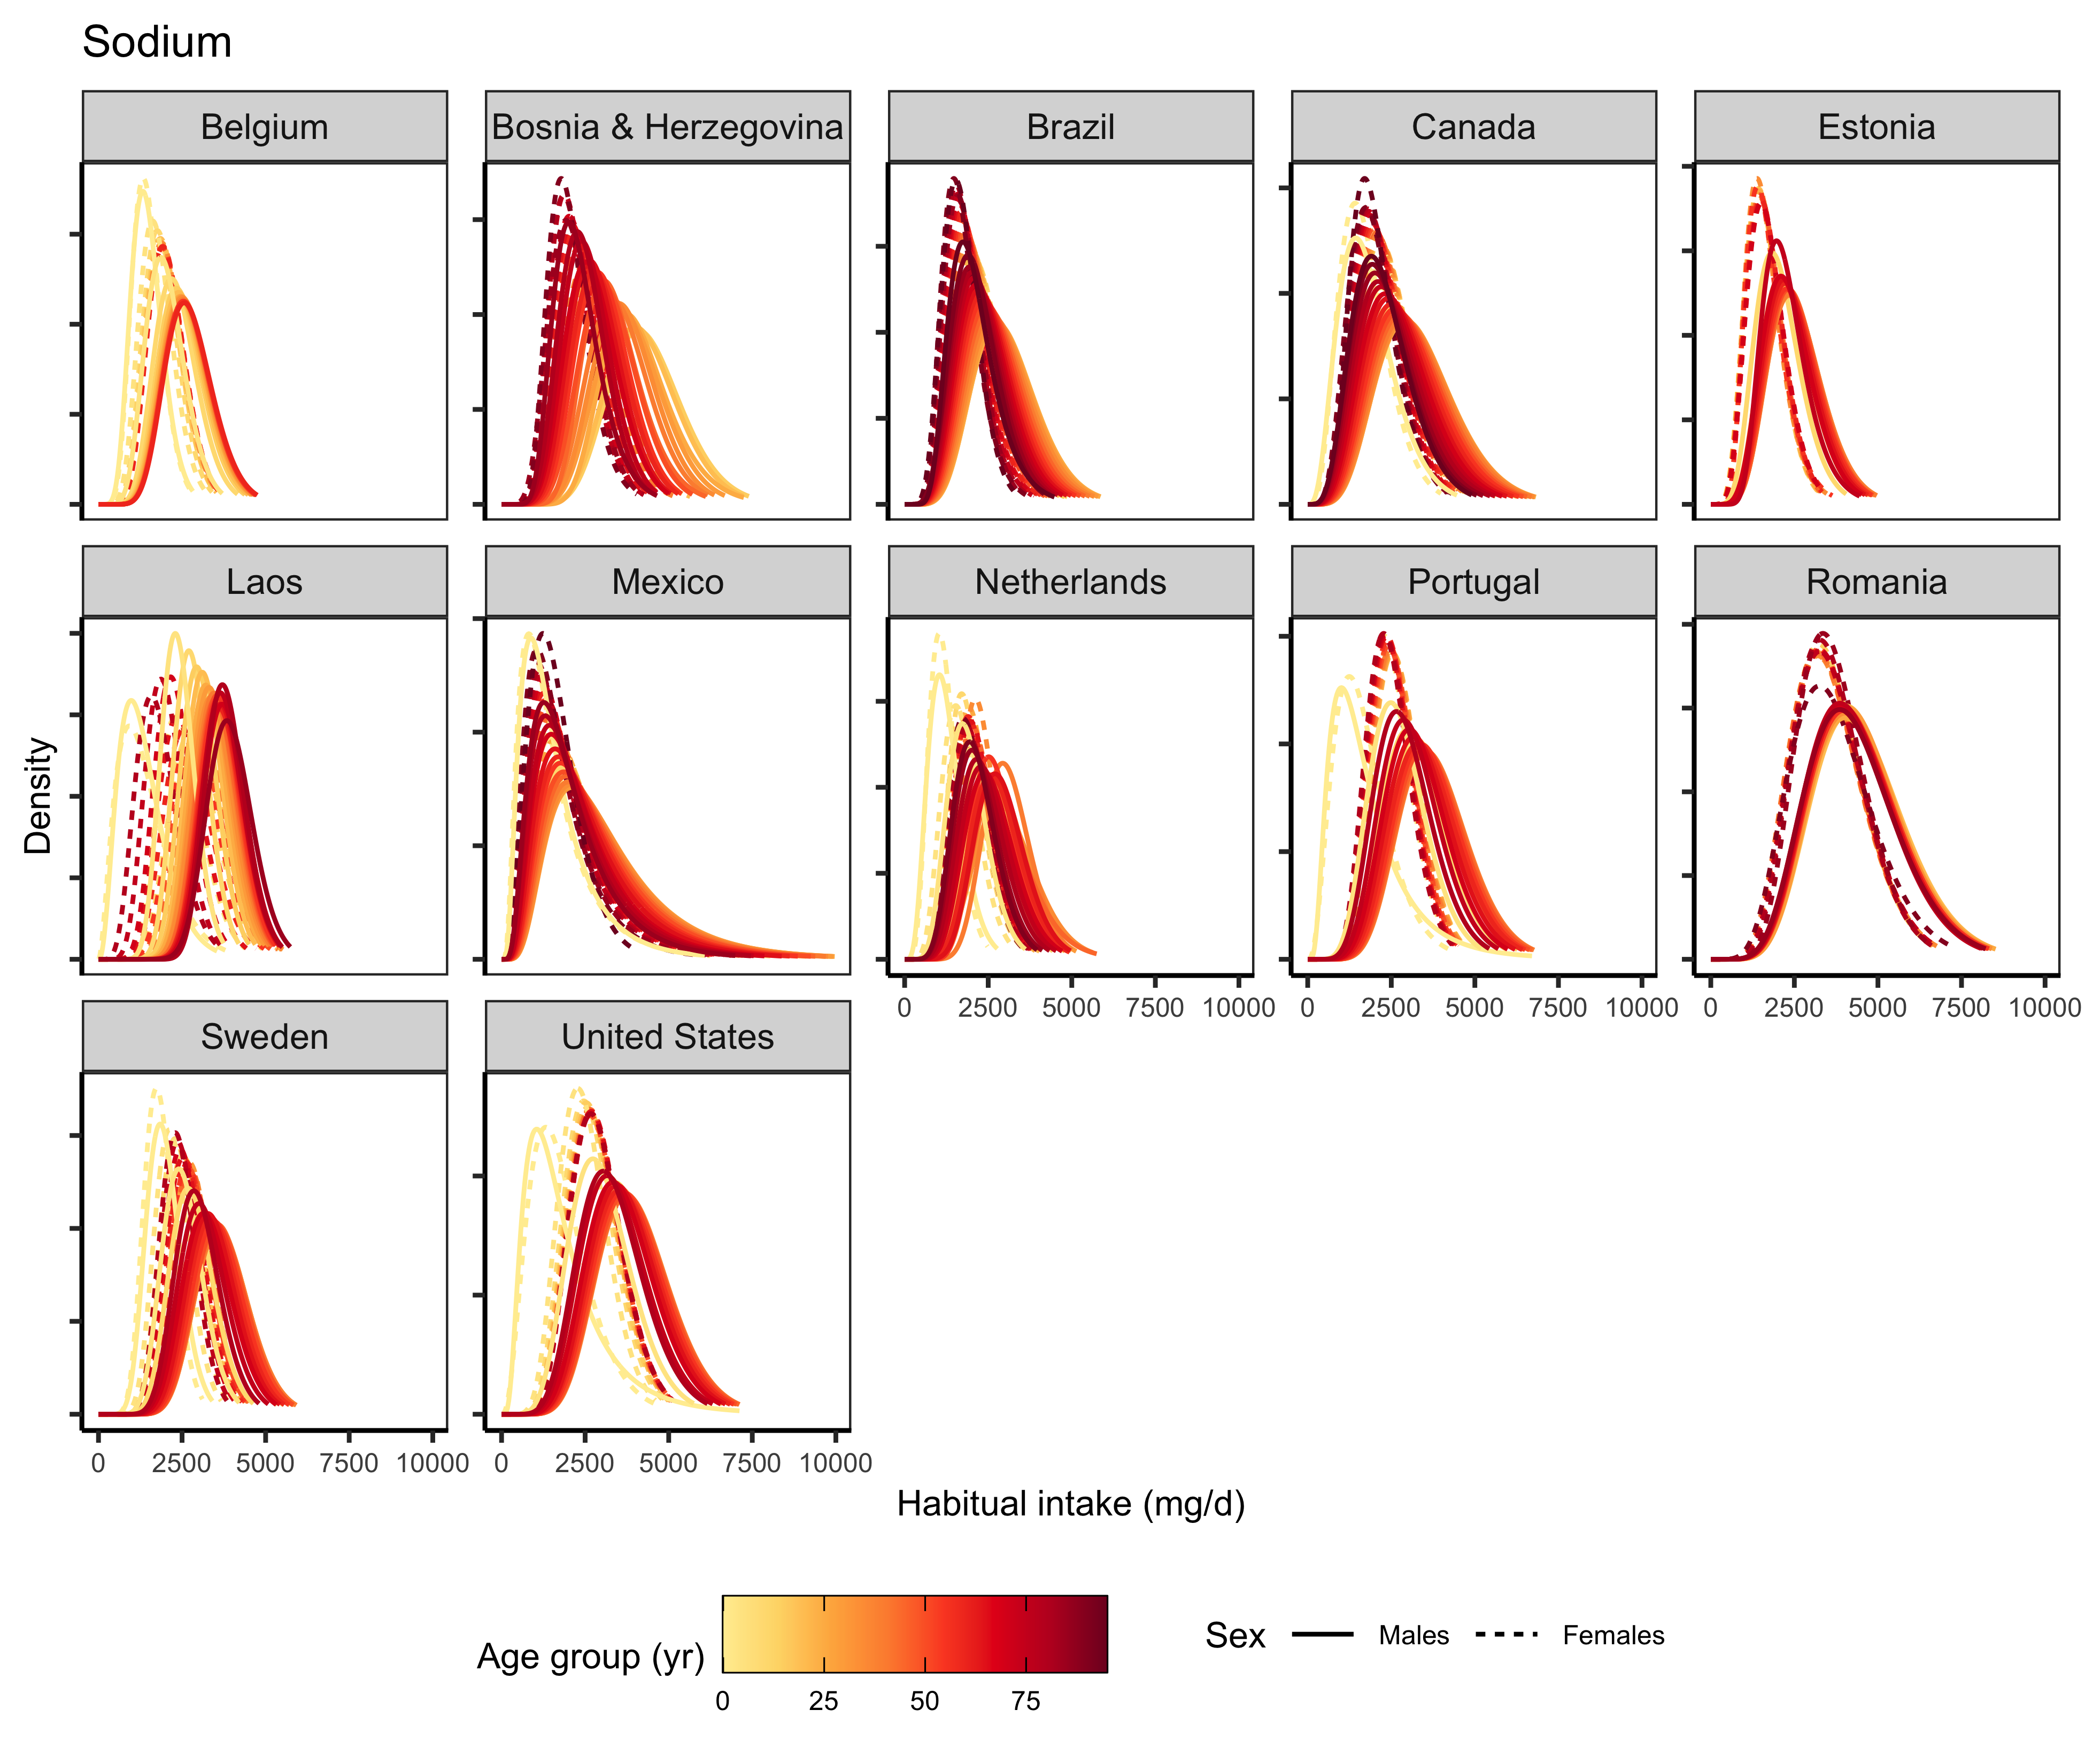 Sodium
Belgium
Bosnia & Herzegovina
Brazil
Canada
Estonia
Laos
Mexico
Netherlands
Portugal
Romania
Density
0 2500 5000 7500 10000
0 2500 5000 7500 10000
0 2500 5000 7500 10000
Sweden
United States
0 2500 5000 7500 10000
0 2500 5000 7500 10000
Habitual intake (mg/d)
Age group (yr)
0 25 50 75
Sex
Males
Females